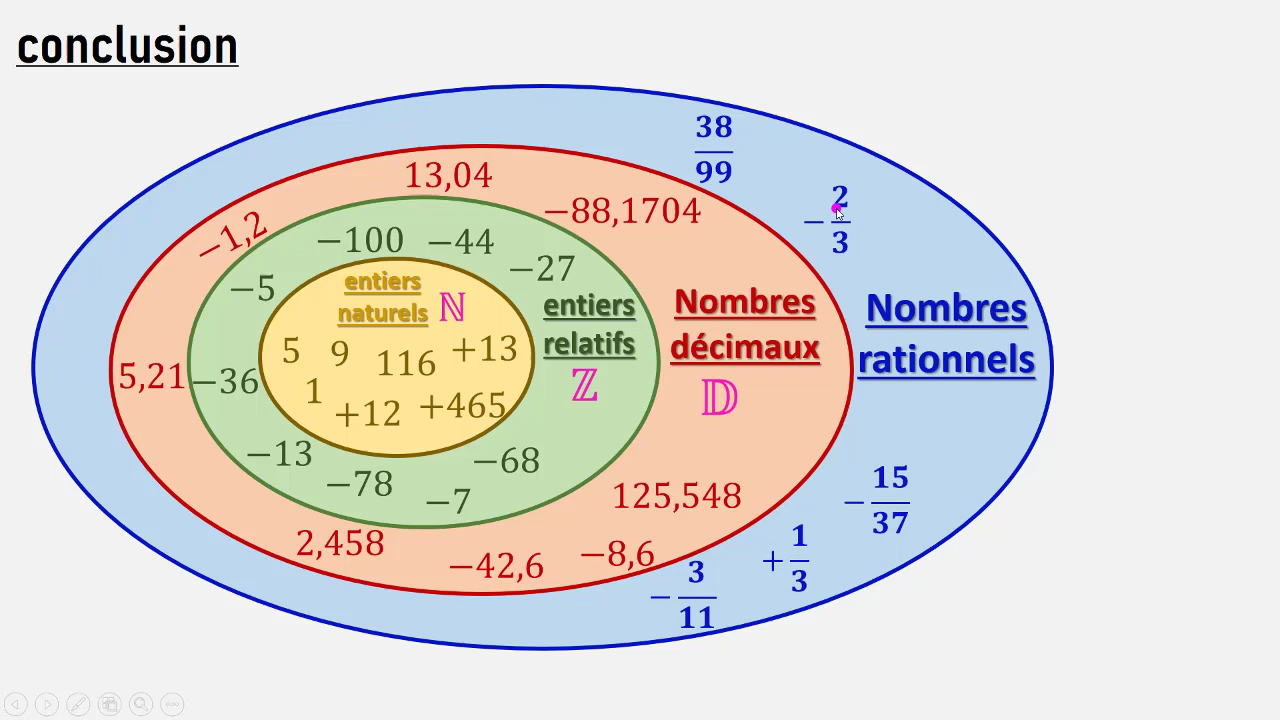 conclusion
38/99
13,04
−2/3
−88,1704
−1,2
−100 −44
−27
−5
entiers
naturels ℕ
entiers
relatifs
ℤ
Nombres
décimaux
𝔻
Nombres
rationnels
5 9 116 +13
1 +12 +465
5,21
−36
−13
−78
−7
−68
125,548
2,458
−42,6
−8,6
−15/37
+1/3
−3/11